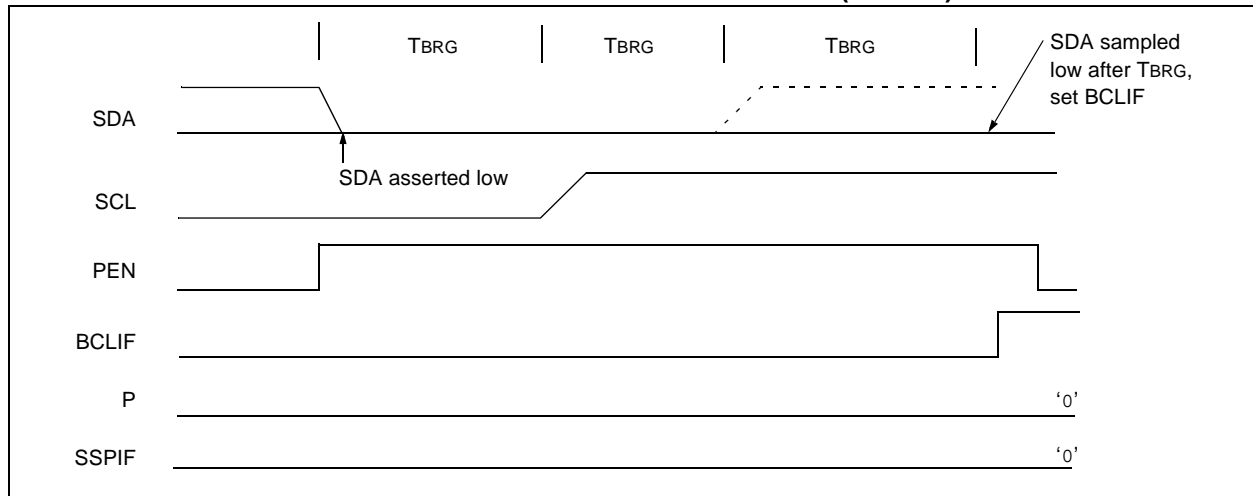 TBRG TBRG TBRG
SDA sampled
low after TBRG,
set BCLIF
SDA
SDA asserted low
SCL
PEN
BCLIF
P ‘0’
SSPIF ‘0’